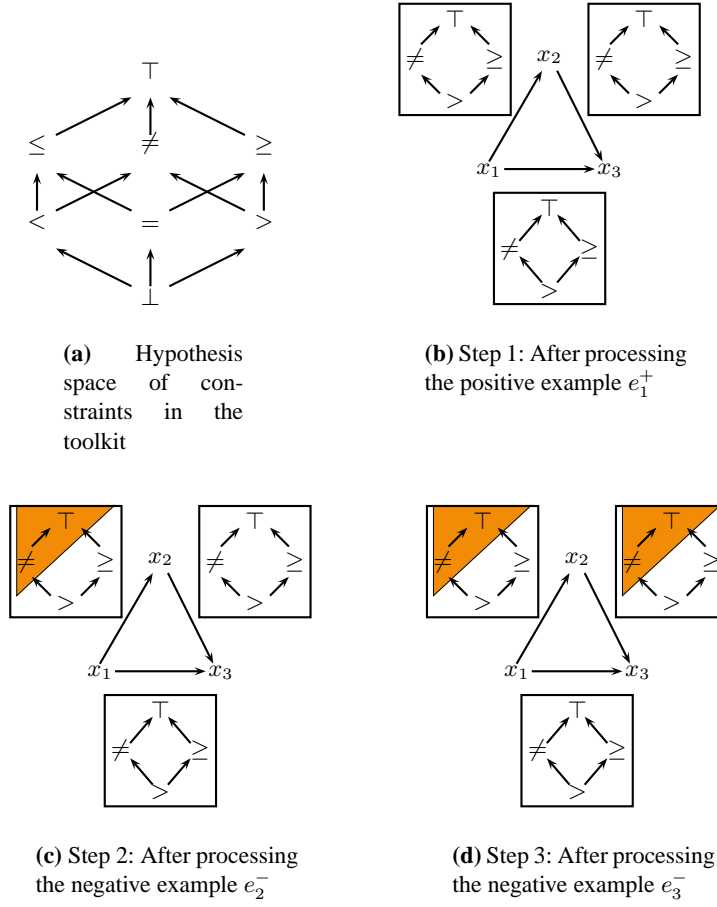 ⊤
≤ ≠ ≥
< = >
⊥
(a) Hypothesis
space of con-
straints in the
toolkit
⊤ ⊤
≠ ≥ x₂ ≠ ≥
> >
x₁ x₃
⊤
≠ ≥
>
(b) Step 1: After processing
the positive example e₁⁺
⊤ ⊤
≠ ≥ x₂ ≠ ≥
> >
x₁ x₃
⊤
≠ ≥
>
(c) Step 2: After processing
the negative example e₂⁻
⊤ ⊤
≠ ≥ x₂ ≠ ≥
> >
x₁ x₃
⊤
≠ ≥
>
(d) Step 3: After processing
the negative example e₃⁻